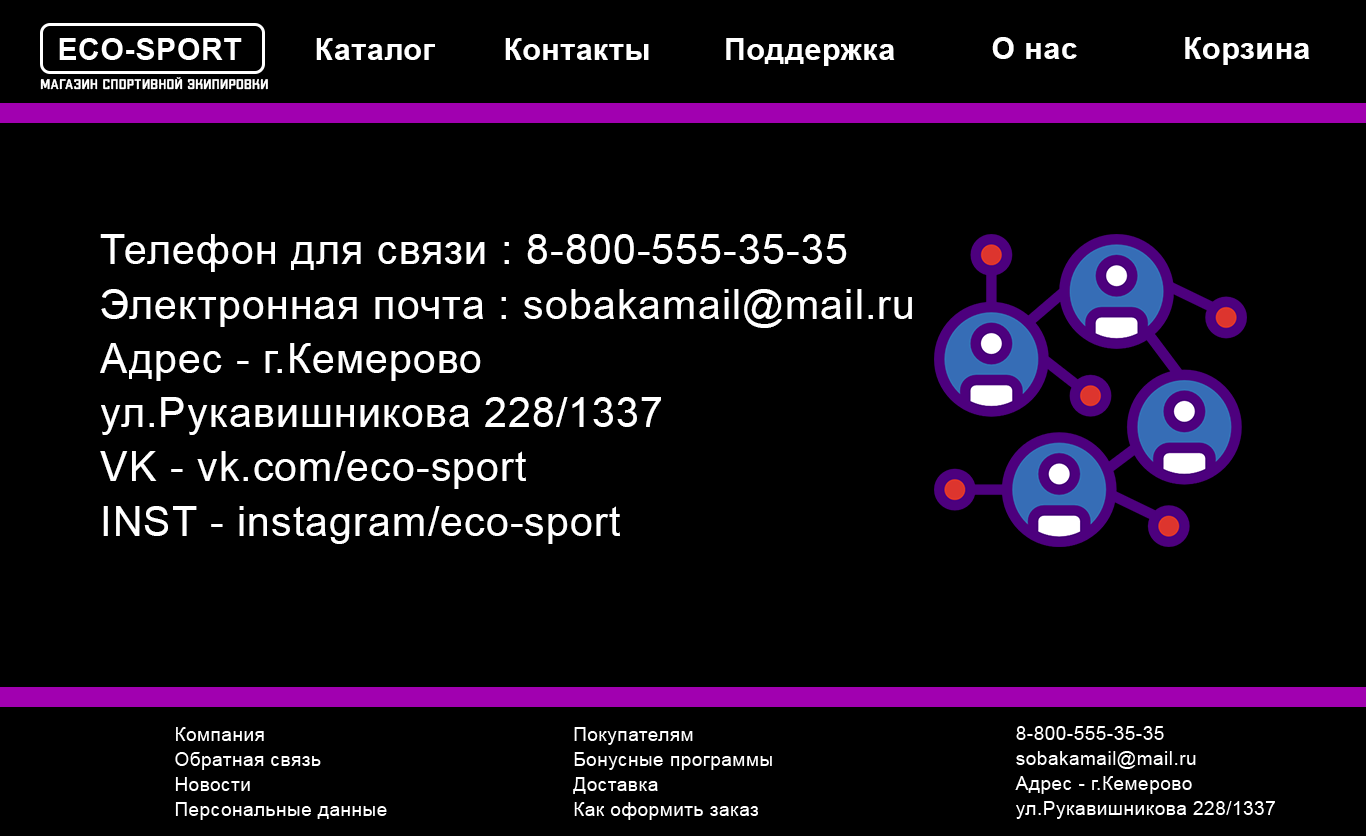 ECO-SPORT
МАГАЗИН СПОРТИВНОЙ ЭКИПИРОВКИ
Каталог
Контакты
Поддержка
О нас
Корзина
Телефон для связи : 8-800-555-35-35
Электронная почта : sobakamail@mail.ru
Адрес - г.Кемерово
ул.Рукавишникова 228/1337
VK - vk.com/eco-sport
INST - instagram/eco-sport
Компания
Обратная связь
Новости
Персональные данные
Покупателям
Бонусные программы
Доставка
Как оформить заказ
8-800-555-35-35
sobakamail@mail.ru
Адрес - г.Кемерово
ул.Рукавишникова 228/1337